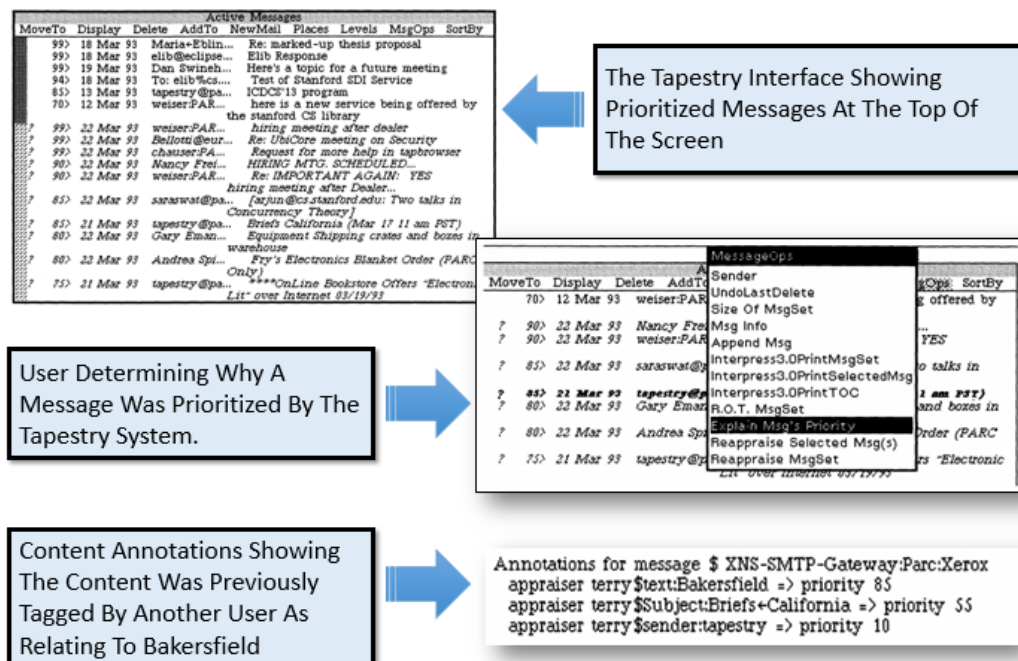 Active Messages
MoveTo Display Delete AddTo NewMail Places Levels MsgOps SortBy
99> 18 Mar 93 Maria+Eblin... Re: marked-up thesis proposal
99> 18 Mar 93 elib@eclipse... Elib Response
99> 19 Mar 93 Dan Swineh... Here's a topic for a future meeting
94> 18 Mar 93 To: elib%cs.... Test of Stanford SDI Service
85> 13 Mar 93 tapestry@pa... ICDCS'13 program
70> 12 Mar 93 weiser:PAR... here is a new service being offered by
the stanford CS library
? 99> 22 Mar 93 weiser:PAR... hiring meeting after dealer
? 99> 22 Mar 93 Bellotti@eur... Re: UbiCore meeting on Security
? 99> 22 Mar 93 chauser:PA... Request for more help in tapbrowser
? 90> 22 Mar 93 Nancy Frei... HIRING MTG. SCHEDULED...
? 90> 22 Mar 93 weiser:PAR... Re: IMPORTANT AGAIN: YES
hiring meeting after Dealer...
? 85> 22 Mar 93 saraswat@pa... [arjun@cs.stanford.edu: Two talks in
Concurrency Theory]
? 85> 21 Mar 93 tapestry@pa... Briefs California (Mar 17 11 am PST)
? 80> 22 Mar 93 Gary Eman... Equipment Shipping crates and boxes in
warehouse
? 80> 22 Mar 93 Andrea Spi... Fry's Electronics Blanket Order (PARC
Only)
? 75> 21 Mar 93 tapestry@pa... ****OnLine Bookstore Offers "Electron
Lit" over Internet 03/19/93
The Tapestry Interface Showing
Prioritized Messages At The Top Of
The Screen
User Determining Why A
Message Was Prioritized By The
Tapestry System.
A
MoveTo Display Delete AddTo gOps SortBy
70> 12 Mar 93 weiser:PAR g offered by
? 90> 22 Mar 93 Nancy Frei ...
? 90> 22 Mar 93 weiser:PAR YES
? 85> 22 Mar 93 saraswat@p o talks in
? 85> 21 Mar 93 tapestry@p 1 am PST)
? 80> 22 Mar 93 Gary Eman and boxes in
? 80> 22 Mar 93 Andrea Spi Order (PARC
? 75> 21 Mar 93 tapestry@p rs "Electronic
Lit" over Internet 03/19/93
MessageOps
Sender
UndoLastDelete
Size Of MsgSet
Msg Info
Append Msg
Interpress3.0PrintMsgSet
Interpress3.0PrintSelectedMsg
Interpress3.0PrintTOC
R.O.T. MsgSet
Explain Msg's Priority
Reappraise Selected Msg(s)
Reappraise MsgSet
Content Annotations Showing
The Content Was Previously
Tagged By Another User As
Relating To Bakersfield
Annotations for message $ XNS-SMTP-Gateway:Parc:Xerox
appraiser terry$text:Bakersfield => priority 85
appraiser terry$Subject:Briefs←California => priority 55
appraiser terry$sender:tapestry => priority 10